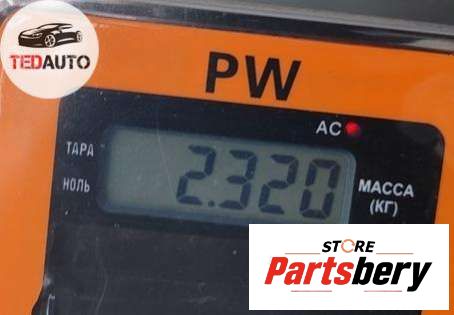 TEDAUTO
PW
AC
ТАРА
2.320
НОЛЬ
МАССА
(КГ)
STORE
Partsbery